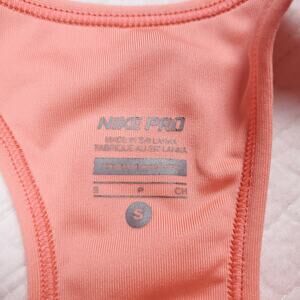 NIKE PRO
MADE IN SRI LANKA
FABRIQUE AU SRI LANKA
S P CH
S